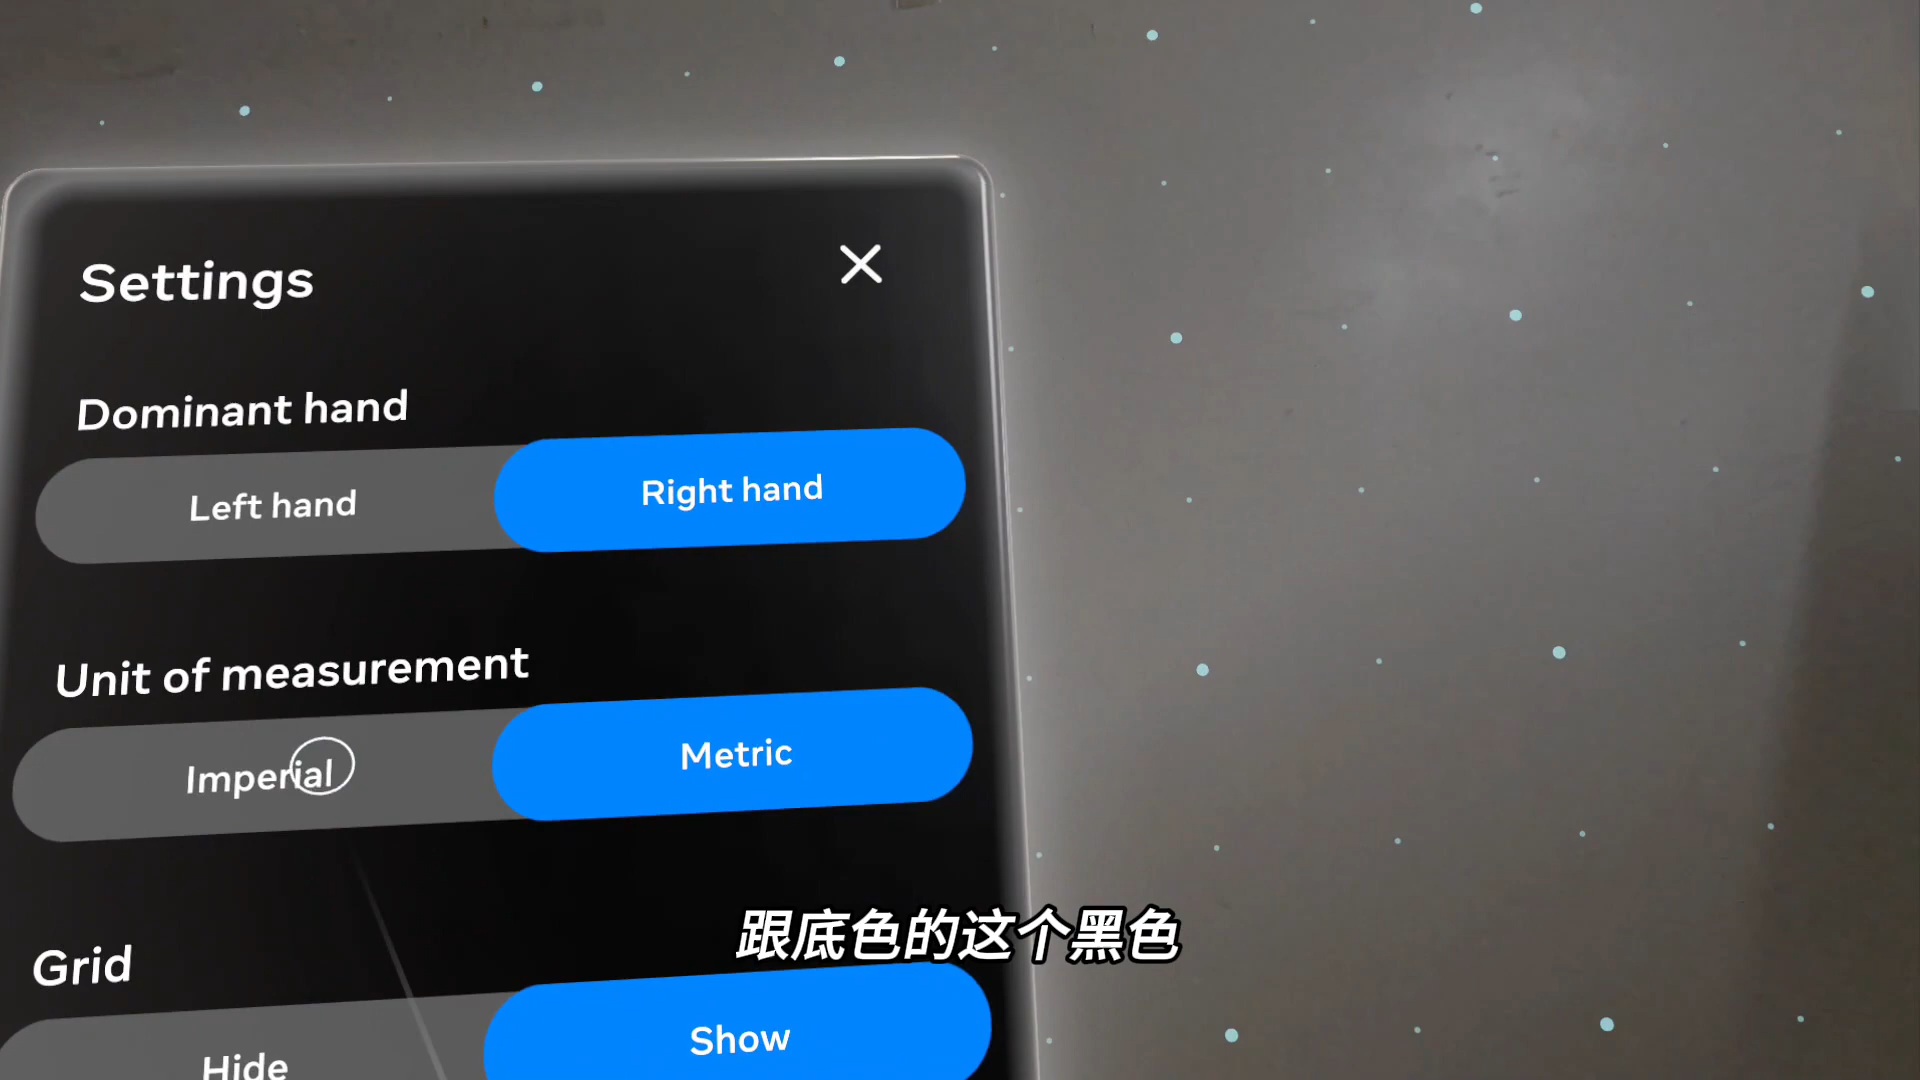 Settings
Dominant hand
Left hand
Right hand
Unit of measurement
Imperial
Metric
跟底色的这个黑色
Grid
Hide
Show